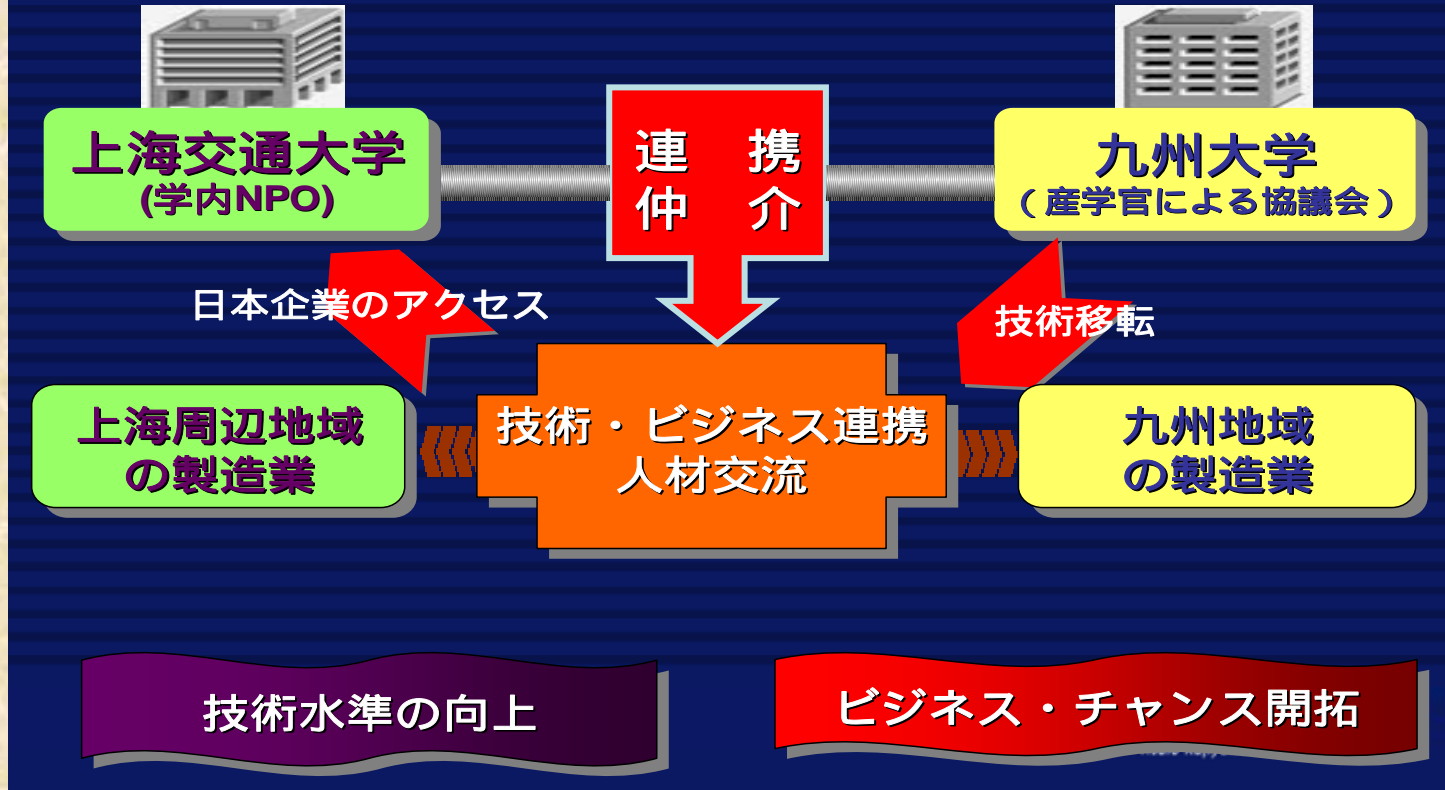 上海交通大学
(学内NPO)
連　携
仲　介
九州大学
（産学官による協議会）
日本企業のアクセス
技術移転
上海周辺地域
の製造業
技術・ビジネス連携
人材交流
九州地域
の製造業
技術水準の向上
ビジネス・チャンス開拓